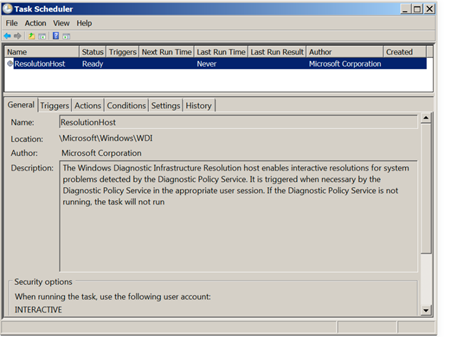 Task Scheduler
File Action View Help
Name Status Triggers Next Run Time Last Run Time Last Run Result Author Created
ResolutionHost Ready Never Microsoft Corporation
General Triggers Actions Conditions Settings History
Name: ResolutionHost
Location: \Microsoft\Windows\WDI
Author: Microsoft Corporation
Description: The Windows Diagnostic Infrastructure Resolution host enables interactive resolutions for system
problems detected by the Diagnostic Policy Service. It is triggered when necessary by the
Diagnostic Policy Service in the appropriate user session. If the Diagnostic Policy Service is not
running, the task will not run
Security options
When running the task, use the following user account:
INTERACTIVE